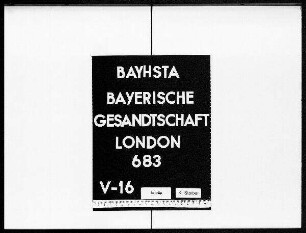 BAYHSTA
BAYERISCHE
GESANDTSCHAFT
LONDON
683
V-16